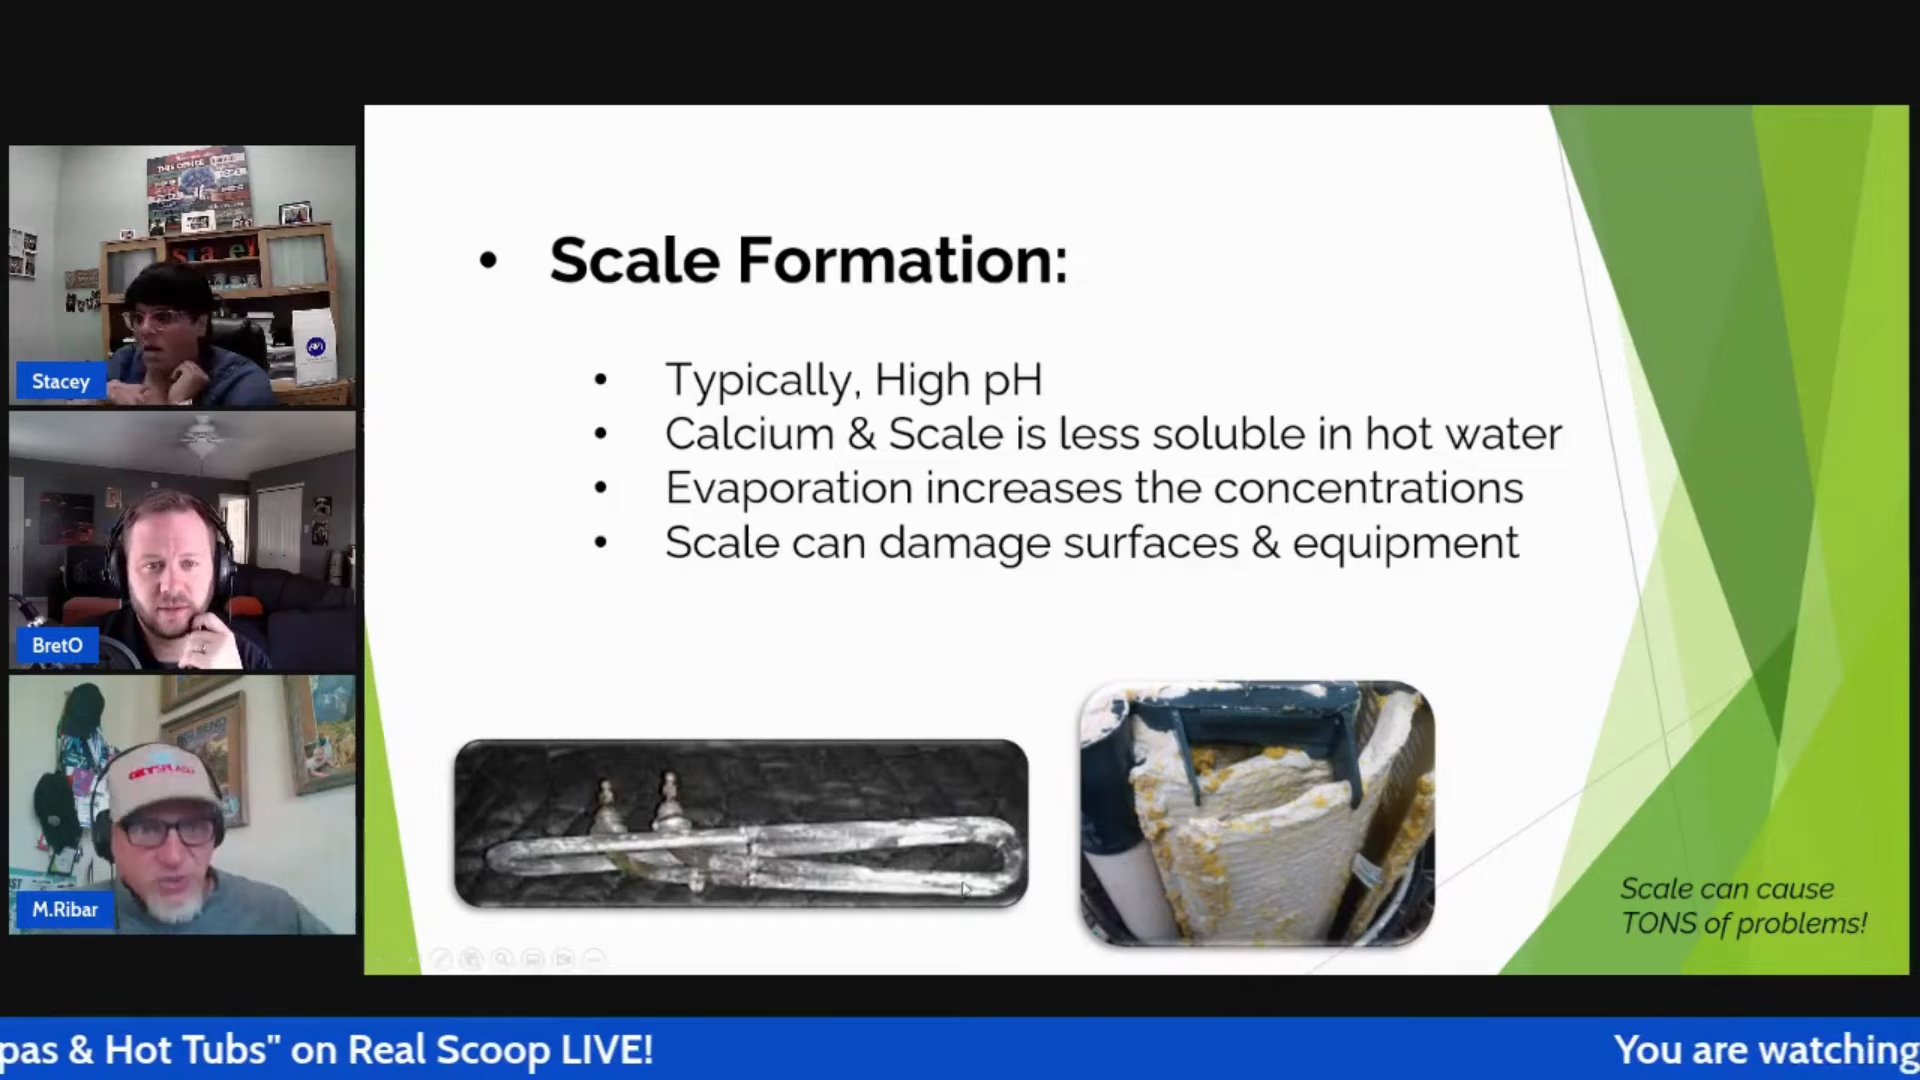 THIS OFFICE
Stacey
BretO
M.Ribar
• Scale Formation:
• Typically, High pH
• Calcium & Scale is less soluble in hot water
• Evaporation increases the concentrations
• Scale can damage surfaces & equipment
Scale can cause
TONS of problems!
pas & Hot Tubs" on Real Scoop LIVE!
You are watching